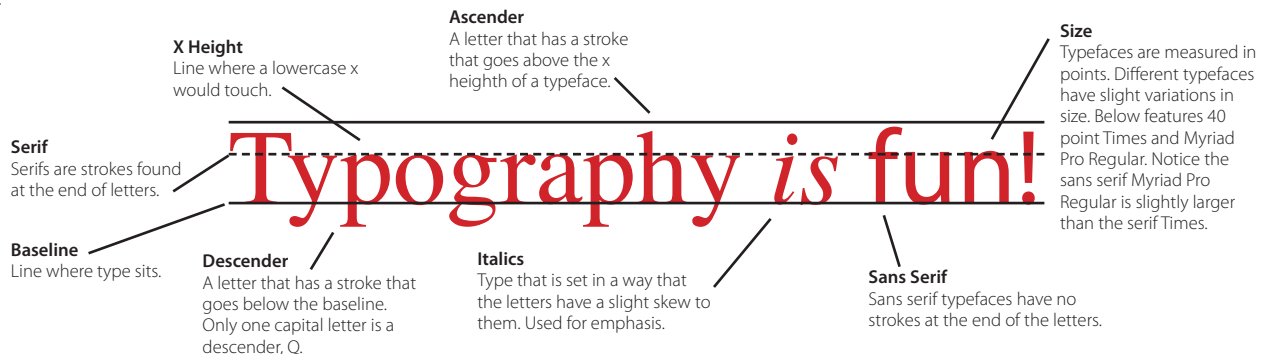 Ascender
A letter that has a stroke
that goes above the x
heighth of a typeface.
X Height
Line where a lowercase x
would touch.
Size
Typefaces are measured in
points. Different typefaces
have slight variations in
size. Below features 40
point Times and Myriad
Pro Regular. Notice the
sans serif Myriad Pro
Regular is slightly larger
than the serif Times.
Serif
Serifs are strokes found
at the end of letters.
Typography is fun!
Baseline
Line where type sits.
Descender
A letter that has a stroke that
goes below the baseline.
Only one capital letter is a
descender, Q.
Italics
Type that is set in a way that
the letters have a slight skew to
them. Used for emphasis.
Sans Serif
Sans serif typefaces have no
strokes at the end of the letters.